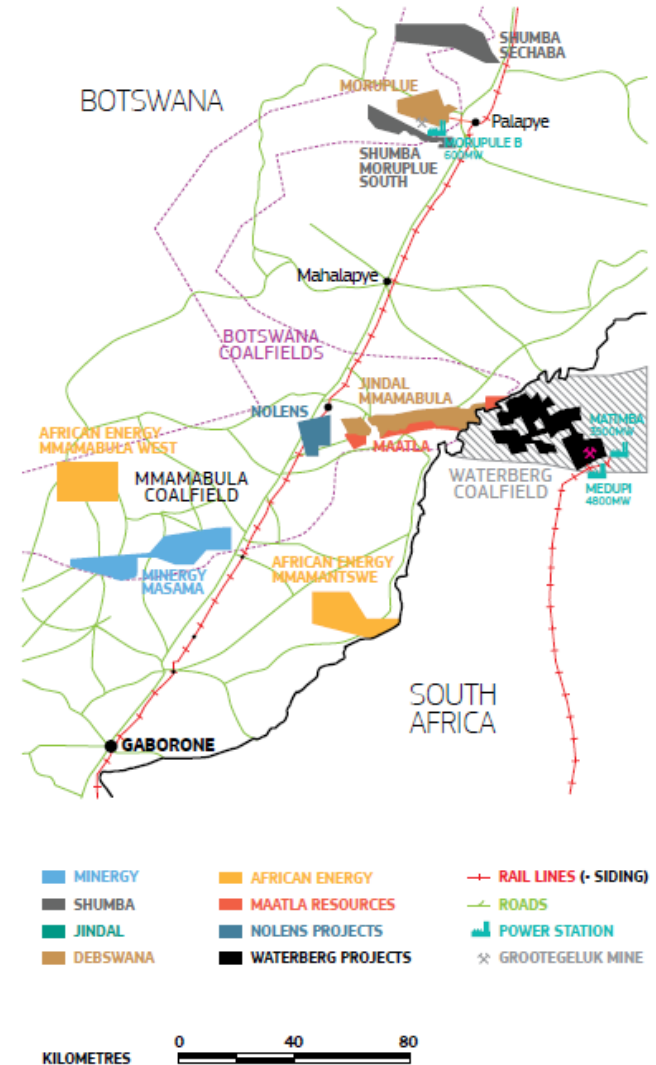 SHUMBA
SECHABA
BOTSWANA
MORUPLUE
Palapye
MORUPULE B
600MW
SHUMBA
MORUPLUE
SOUTH
Mahalapye
BOTSWANA
COALFIELDS
JINDAL
MMAMABULA
NOLENS
MAATLA
MATIMBA
3900MW
AFRICAN ENERGY
MMAMABULA WEST
MMAMABULA
COALFIELD
WATERBERG
COALFIELD
MEDUPI
4800MW
AFRICAN ENERGY
MMAMANTSWE
MINERGY
MASAMA
SOUTH
AFRICA
GABORONE
MINERGY
AFRICAN ENERGY
RAIL LINES (• SIDING)
SHUMBA
MAATLA RESOURCES
ROADS
JINDAL
NOLENS PROJECTS
POWER STATION
DEBSWANA
WATERBERG PROJECTS
GROOTEGELUK MINE
0 40 80
KILOMETRES